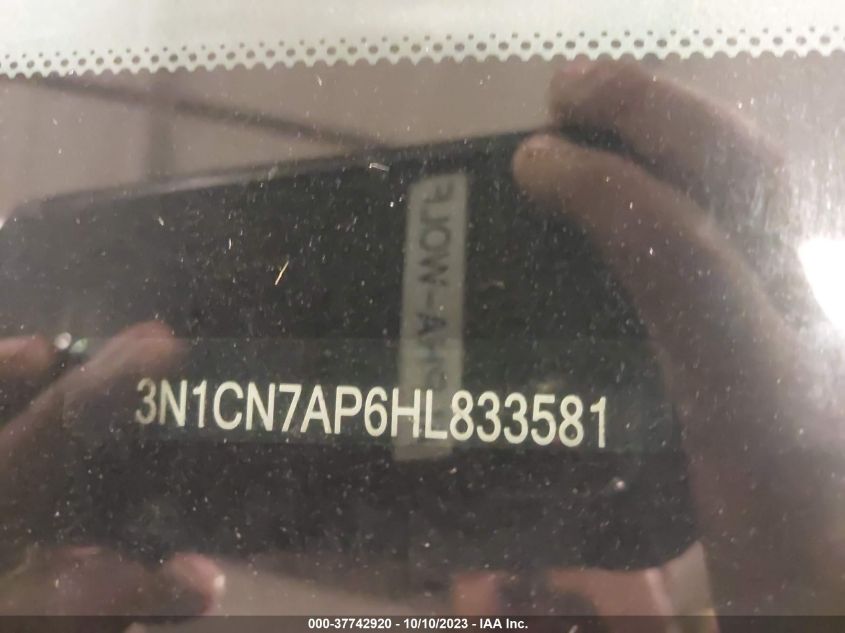 3N1CN7AP6HL833581
000-37742920 - 10/10/2023 - IAA Inc.